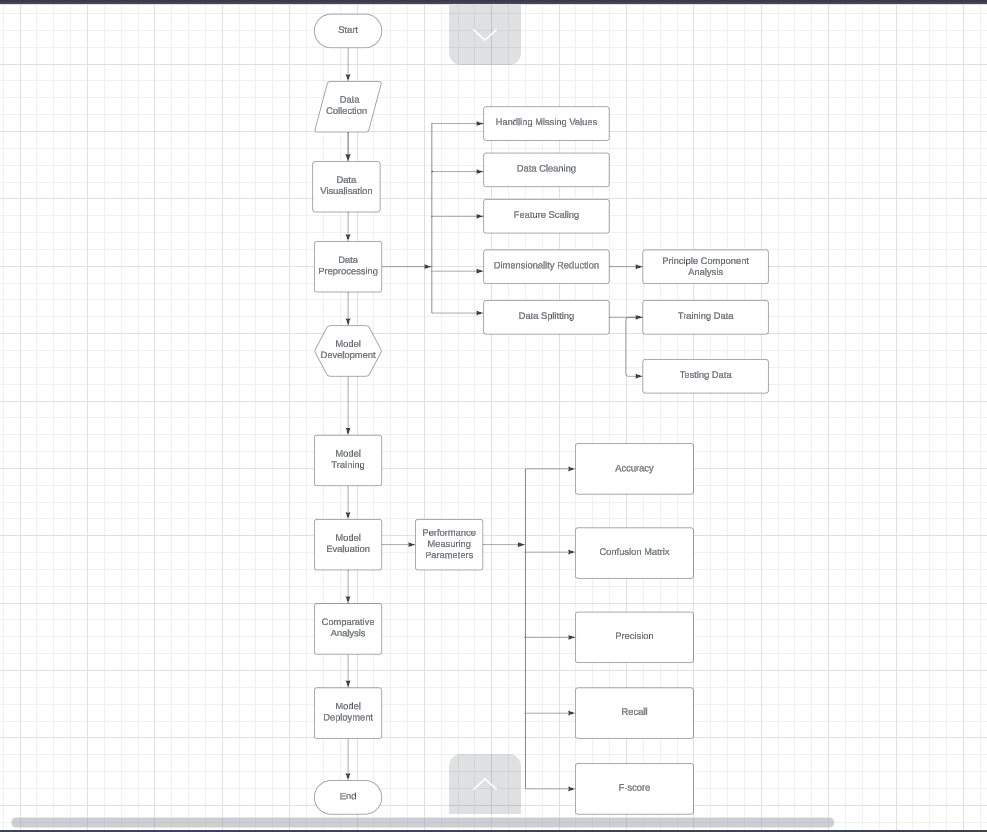 Start
Data
Collection
Data
Visualisation
Data
Preprocessing
Handling Missing Values
Data Cleaning
Feature Scaling
Dimensionality Reduction
Principle Component
Analysis
Data Splitting
Training Data
Testing Data
Model
Development
Model
Training
Model
Evaluation
Performance
Measuring
Parameters
Accuracy
Confusion Matrix
Precision
Recall
F-score
Comparative
Analysis
Model
Deployment
End